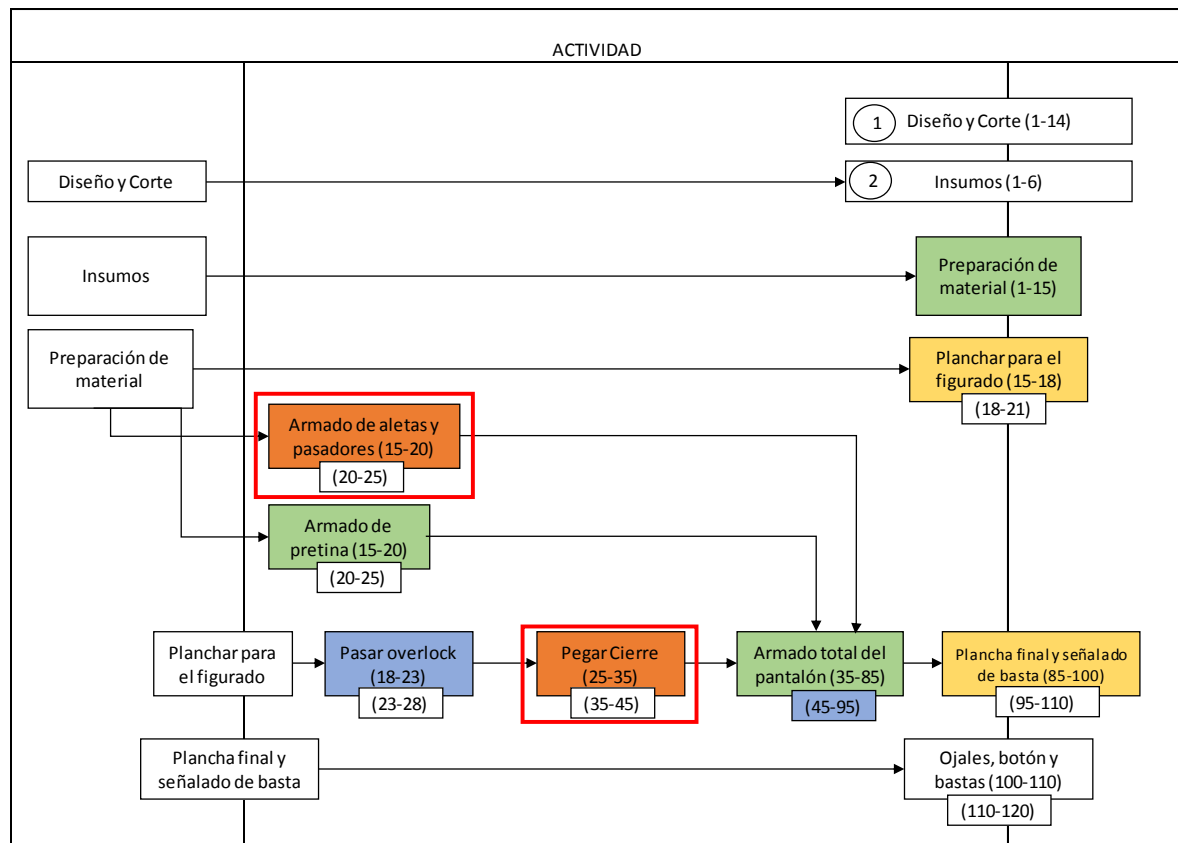 ACTIVIDAD
1
Diseño y Corte (1-14)
Diseño y Corte
2
Insumos (1-6)
Insumos
Preparación de
material (1-15)
Preparación de
material
Planchar para el
figurado (15-18)
(18-21)
Armado de aletas y
pasadores (15-20)
(20-25)
Armado de
pretina (15-20)
(20-25)
Planchar para
el figurado
Pasar overlock
(18-23)
(23-28)
Pegar Cierre
(25-35)
(35-45)
Armado total del
pantalón (35-85)
(45-95)
Plancha final y señalado
de basta (85-100)
(95-110)
Plancha final y
señalado de basta
Ojales, botón y
bastas (100-110)
(110-120)